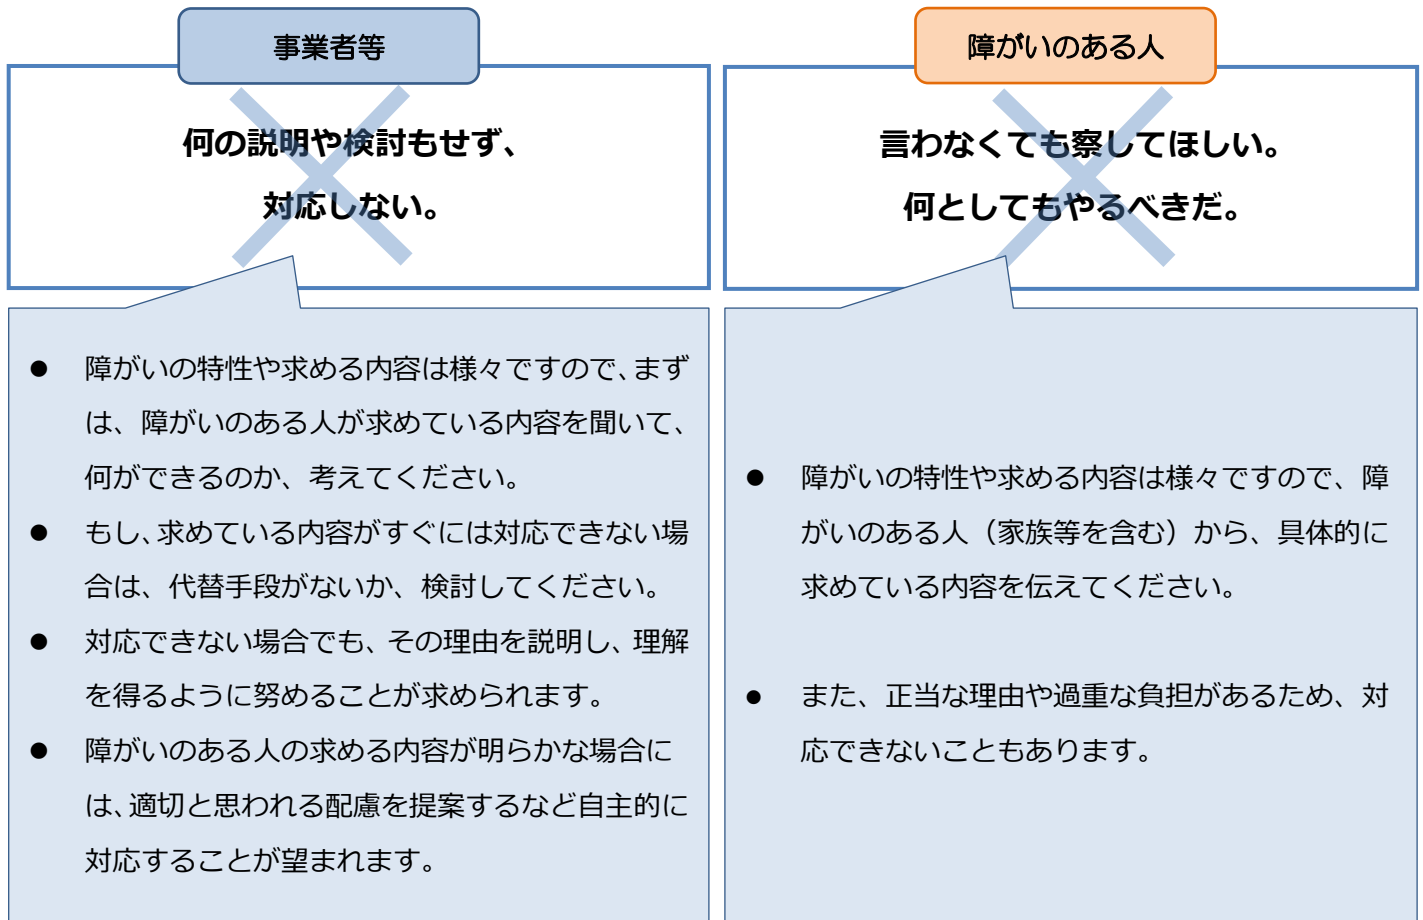 事業者等
何の説明や検討もせず、
対応しない。
● 障がいの特性や求める内容は様々ですので、まず
は、障がいのある人が求めている内容を聞いて、
何ができるのか、考えてください。
● もし、求めている内容がすぐには対応できない場
合は、代替手段がないか、検討してください。
● 対応できない場合でも、その理由を説明し、理解
を得るように努めることが求められます。
● 障がいのある人の求める内容が明らかな場合に
は、適切と思われる配慮を提案するなど自主的に
対応することが望まれます。
障がいのある人
言わなくても察してほしい。
何としてもやるべきだ。
● 障がいの特性や求める内容は様々ですので、障
がいのある人（家族等を含む）から、具体的に
求めている内容を伝えてください。
● また、正当な理由や過重な負担があるため、対
応できないこともあります。